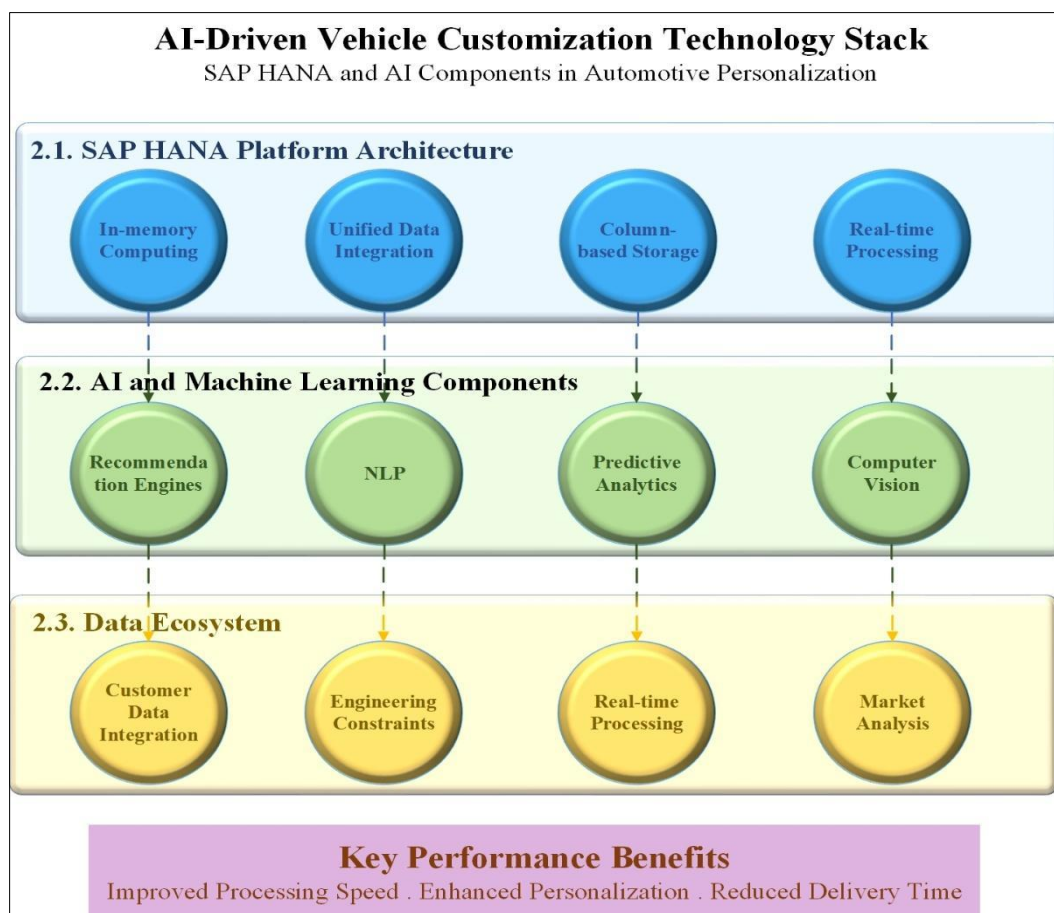 AI-Driven Vehicle Customization Technology Stack
SAP HANA and AI Components in Automotive Personalization
2.1. SAP HANA Platform Architecture
In-memory
Computing
Unified Data
Integration
Column-
based Storage
Real-time
Processing
2.2. AI and Machine Learning Components
Recommenda
tion Engines
NLP
Predictive
Analytics
Computer
Vision
2.3. Data Ecosystem
Customer
Data
Integration
Engineering
Constraints
Real-time
Processing
Market
Analysis
Key Performance Benefits
Improved Processing Speed . Enhanced Personalization . Reduced Delivery Time